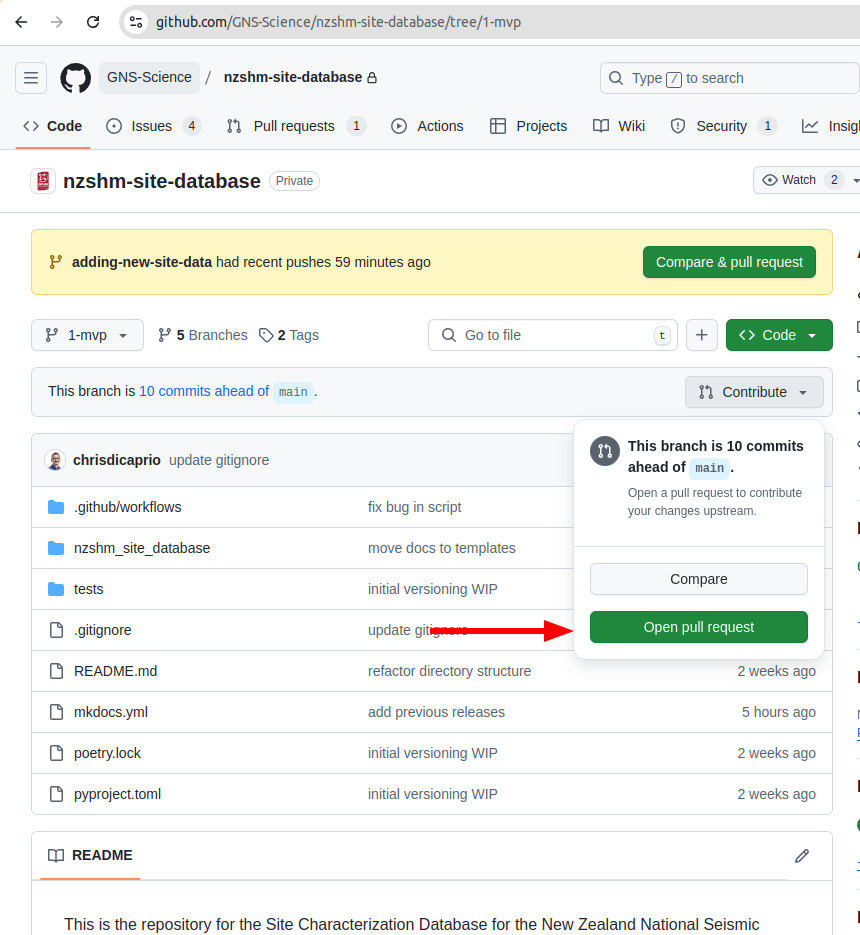 github.com/GNS-Science/nzshm-site-database/tree/1-mvp
GNS-Science / nzshm-site-database
Type / to search
Code Issues 4 Pull requests 1 Actions Projects Wiki Security 1
nzshm-site-database Private
Watch 2
adding-new-site-data had recent pushes 59 minutes ago
Compare & pull request
1-mvp 5 Branches 2 Tags
Go to file t
+ Code
This branch is 10 commits ahead of main .
Contribute
This branch is 10 commits
ahead of main .
Open a pull request to contribute
your changes upstream.
Compare
Open pull request
chrisdicaprio update gitignore
.github/workflows fix bug in script
nzshm_site_database move docs to templates
tests initial versioning WIP
.gitignore update gitignore
README.md refactor directory structure 2 weeks ago
mkdocs.yml add previous releases 5 hours ago
poetry.lock initial versioning WIP 2 weeks ago
pyproject.toml initial versioning WIP 2 weeks ago
README
This is the repository for the Site Characterization Database for the New Zealand National Seismic